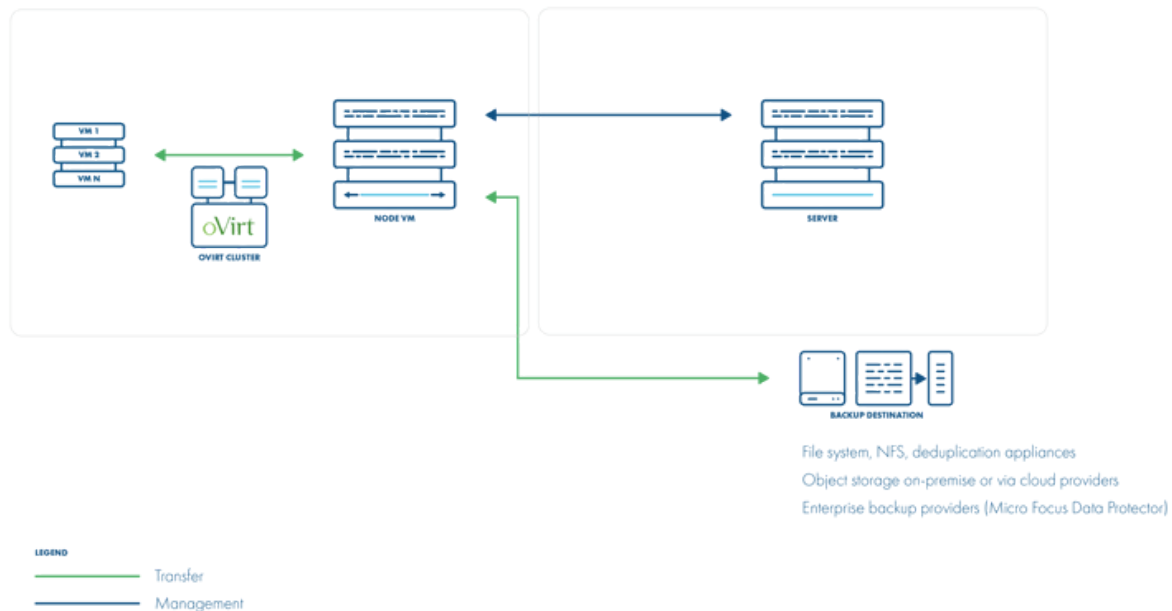 VM 1
VM 2
VM N
oVirt
OVIRT CLUSTER
NODE VM
SERVER
BACKUP DESTINATION
File system, NFS, deduplication appliances
Object storage on-premise or via cloud providers
Enterprise backup providers (Micro Focus Data Protector)
LEGEND
Transfer
Management